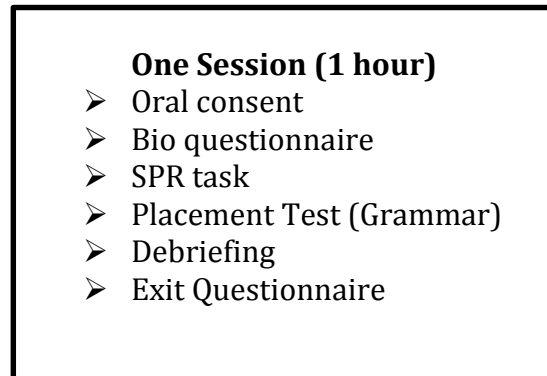 One Session (1 hour)
➢ Oral consent
➢ Bio questionnaire
➢ SPR task
➢ Placement Test (Grammar)
➢ Debriefing
➢ Exit Questionnaire